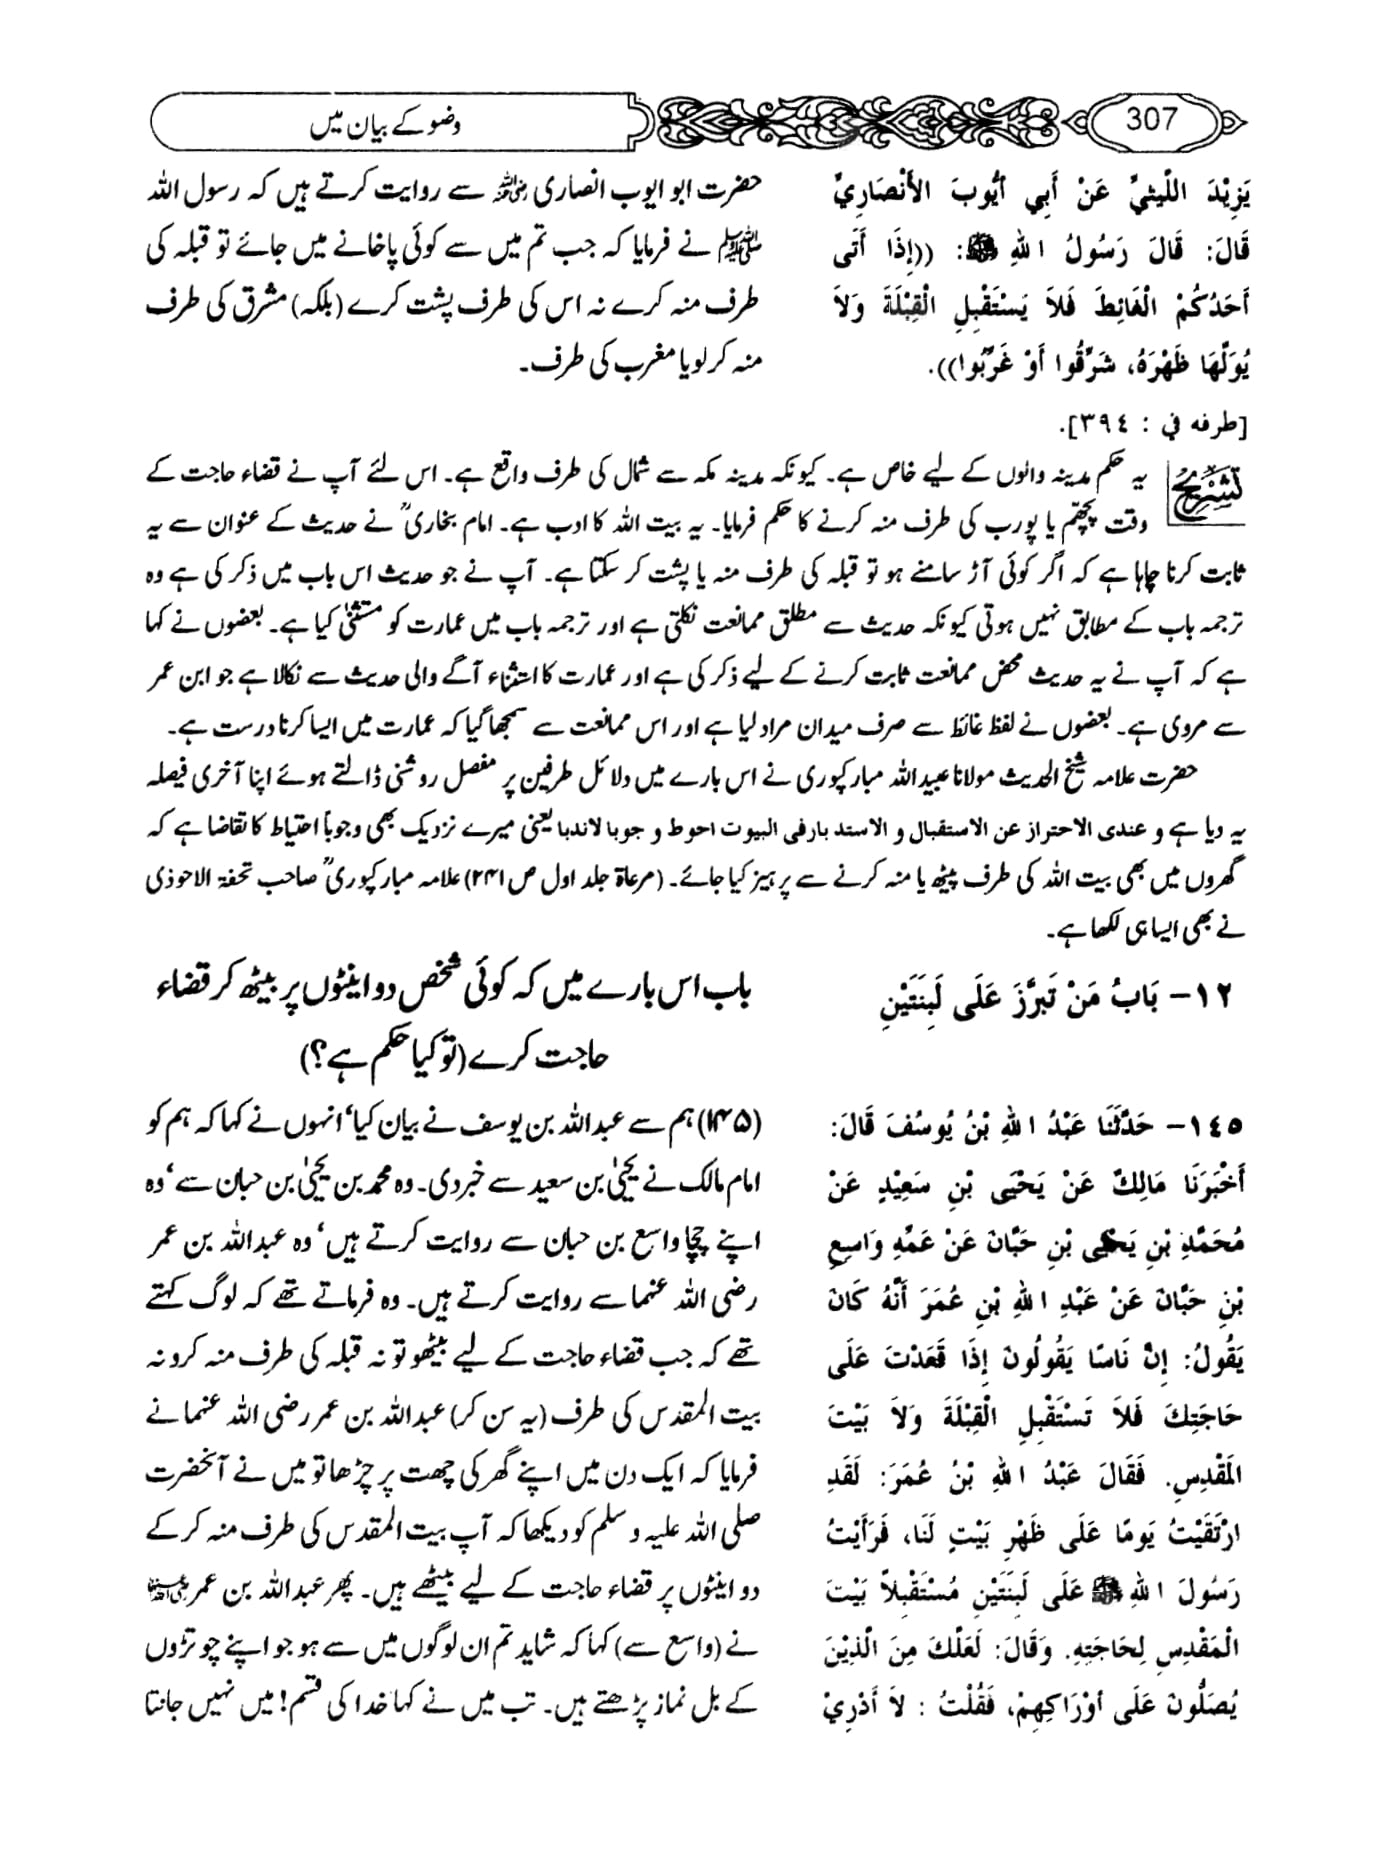 307
وضو کے بیان میں
يَزِيْدَ اللَّيْثِيِّ عَنْ أَبِي أَيُّوبَ الأَنْصَارِيِّ
قَالَ: قَالَ رَسُولُ اللهِ ﷺ: ((إِذَا أَتَى
أَحَدُكُمْ الْغَائِطَ فَلاَ يَسْتَقْبِلِ الْقِبْلَةَ وَلاَ
يُوَلِّهَا ظَهْرَهُ، شَرِّقُوا أَوْ غَرِّبُوا)).
[طرفه في : ٣٩٤].
حضرت ابو ایوب انصاری رضی اللہ عنہ سے روایت کرتے ہیں کہ رسول اللہ
ﷺ نے فرمایا کہ جب تم میں سے کوئی پاخانے میں جائے تو قبلہ کی
طرف منہ کرے نہ اس کی طرف پشت کرے (بلکہ) مشرق کی طرف
منہ کر لو یا مغرب کی طرف۔
تشریح یہ حکم مدینہ والوں کے لیے خاص ہے۔ کیونکہ مدینہ مکہ سے شمال کی طرف واقع ہے۔ اس لئے آپ نے قضاء حاجت کے
وقت پچھم یا پورب کی طرف منہ کرنے کا حکم فرمایا۔ یہ بیت اللہ کا ادب ہے۔ امام بخاریؒ نے حدیث کے عنوان سے یہ
ثابت کرنا چاہا ہے کہ اگر کوئی آڑ سامنے ہو تو قبلہ کی طرف منہ یا پشت کر سکتا ہے۔ آپ نے جو حدیث اس باب میں ذکر کی ہے وہ
ترجمہ باب کے مطابق نہیں ہوتی کیونکہ حدیث سے مطلق ممانعت نکلتی ہے اور ترجمہ باب میں عمارت کو مستثنیٰ کیا ہے۔ بعضوں نے کہا
ہے کہ آپ نے یہ حدیث محض ممانعت ثابت کرنے کے لیے ذکر کی ہے اور عمارت کا استثناء آگے والی حدیث سے نکالا ہے جو ابن عمر
سے مروی ہے۔ بعضوں نے لفظ غائط سے صرف میدان مراد لیا ہے اور اس ممانعت سے سمجھا گیا کہ عمارت میں ایسا کرنا درست ہے۔
حضرت علامہ شیخ الحدیث مولانا عبید اللہ مبارکپوری نے اس بارے میں دلائل طرفین پر مفصل روشنی ڈالتے ہوئے اپنا آخری فیصلہ
یہ دیا ہے و عندی الاحتراز عن الاستقبال و الاستد بار فی البیوت احوط و جوبا لا ندبا یعنی میرے نزدیک بھی وجوباً احتیاط کا تقاضا ہے کہ
گھروں میں بھی بیت اللہ کی طرف پیٹھ یا منہ کرنے سے پرہیز کیا جائے۔ (مرعاۃ جلد اول ص ۲۴۱) علامہ مبارکپوریؒ صاحب تحفۃ الاحوذی
نے بھی ایسا ہی لکھا ہے۔
١٢- بَابُ مَنْ تَبَرَّزَ عَلَى لَبِنَتَيْنِ
باب اس بارے میں کہ کوئی شخص دو اینٹوں پر بیٹھ کر قضاء
حاجت کرے (تو کیا حکم ہے؟)
١٤٥- حَدَّثَنَا عَبْدُ اللهِ بْنُ يُوسُفَ قَالَ:
أَخْبَرَنَا مَالِكٌ عَنْ يَحْيَى بْنِ سَعِيْدٍ عَنْ
مُحَمَّدِ بْنِ يَحْيَى بْنِ حَبَّانَ عَنْ عَمِّهِ وَاسِعِ
بْنِ حَبَّانَ عَنْ عَبْدِ اللهِ بْنِ عُمَرَ أَنَّهُ كَانَ
يَقُولُ: إِنَّ نَاسًا يَقُولُونَ إِذَا قَعَدْتَ عَلَى
حَاجَتِكَ فَلاَ تَسْتَقْبِلِ الْقِبْلَةَ وَلاَ بَيْتَ
المَقْدِسِ. فَقَالَ عَبْدُ اللهِ بْنُ عُمَرَ: لَقَدِ
ارْتَقَيْتُ يَومًا عَلَى ظَهْرِ بَيْتٍ لَنَا، فَرَأَيْتُ
رَسُولَ اللهِ ﷺ عَلَى لَبِنَتَيْنِ مُسْتَقْبِلاً بَيْتَ
الْمَقْدِسِ لِحَاجَتِهِ. وَقَالَ: لَعَلَّكَ مِنَ الَّذِيْنَ
يُصَلُّونَ عَلَى أَوْرَاكِهِمْ، فَقُلْتُ : لاَ أَدْرِيْ
(۱۴۵) ہم سے عبداللہ بن یوسف نے بیان کیا‘ انہوں نے کہا کہ ہم کو
امام مالک نے یحییٰ بن سعید سے خبر دی۔ وہ محمد بن یحییٰ بن حبان سے‘ وہ
اپنے چچا واسع بن حبان سے روایت کرتے ہیں‘ وہ عبداللہ بن عمر
رضی اللہ عنہما سے روایت کرتے ہیں۔ وہ فرماتے تھے کہ لوگ کہتے
تھے کہ جب قضاء حاجت کے لیے بیٹھو تو نہ قبلہ کی طرف منہ کرو نہ
بیت المقدس کی طرف (یہ سن کر) عبداللہ بن عمر رضی اللہ عنہما نے
فرمایا کہ ایک دن میں اپنے گھر کی چھت پر چڑھا تو میں نے آنحضرت
صلی اللہ علیہ و سلم کو دیکھا کہ آپ بیت المقدس کی طرف منہ کر کے
دو اینٹوں پر قضاء حاجت کے لیے بیٹھے ہیں۔ پھر عبداللہ بن عمر رضی اللہ عنہما
نے (واسع سے) کہا کہ شاید تم ان لوگوں میں سے ہو جو اپنے چوتڑوں
کے بل نماز پڑھتے ہیں۔ تب میں نے کہا خدا کی قسم! میں نہیں جانتا